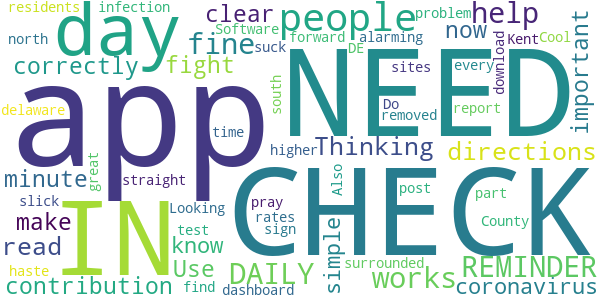 residents infection people problem help
day Software clear
north fine forward alarming now Kent Cool
correctly suck DE sites every download important
app fight NEED
delaware time south Do removed report
great higher Thinking directions
minute straight CHECK
slick IN Looking pray Also post part
make rates County
read test sign simple
haste Use know surrounded REMINDER
contribution find DAILY works
dashboard coronavirus